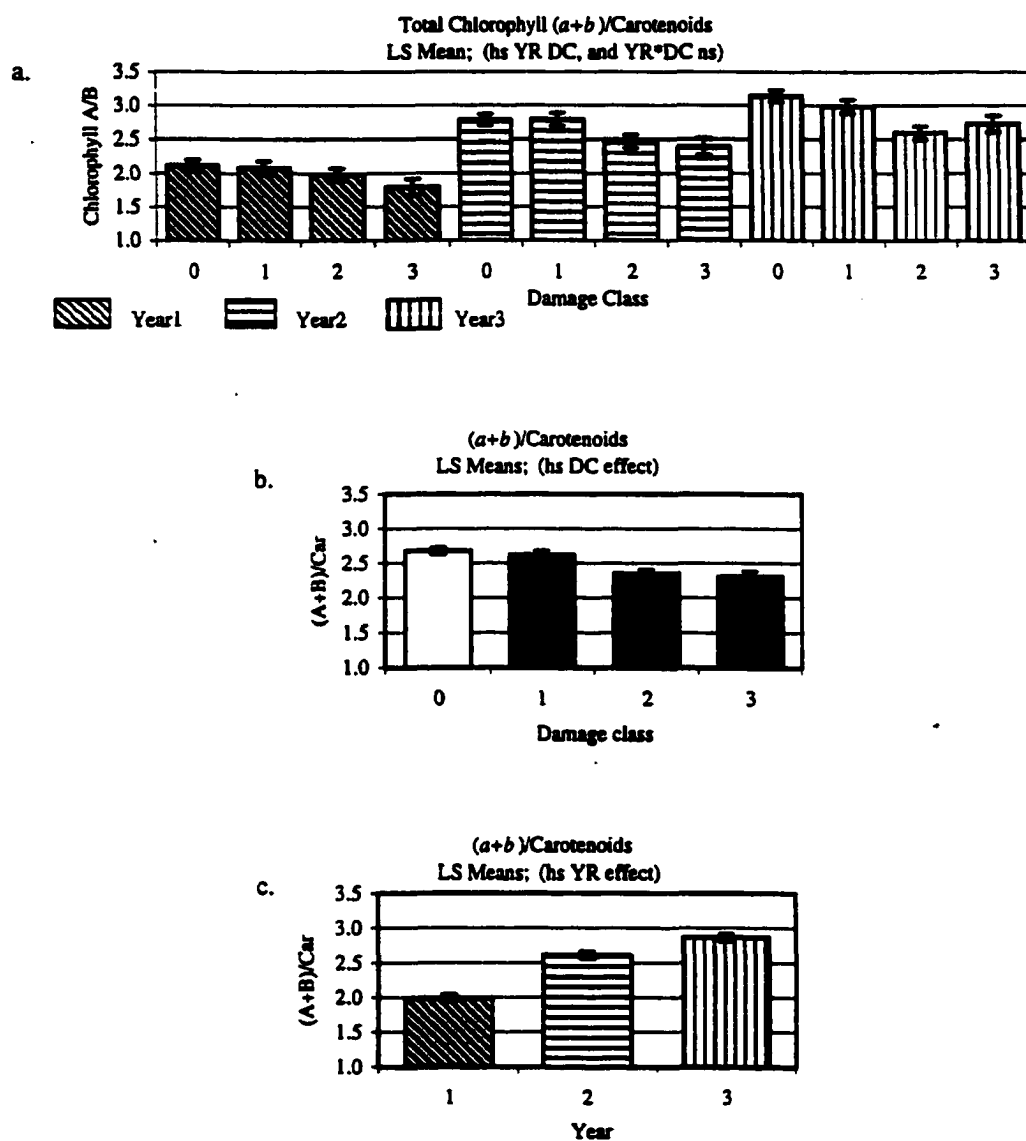 Total Chlorophyll (a+b)/Carotenoids
LS Mean; (hs YR DC, and YR*DC ns)
a.
Chlorophyll A/B
3.5
3.0
2.5
2.0
1.5
1.0
0 1 2 3 0 1 2 3 0 1 2 3
Damage Class
Year1 Year2 Year3
(a+b)/Carotenoids
LS Means; (hs DC effect)
b.
(A+B)/Car
3.5
3.0
2.5
2.0
1.5
1.0
0 1 2 3
Damage class
(a+b)/Carotenoids
LS Means; (hs YR effect)
c.
(A+B)/Car
3.5
3.0
2.5
2.0
1.5
1.0
1 2 3
Year